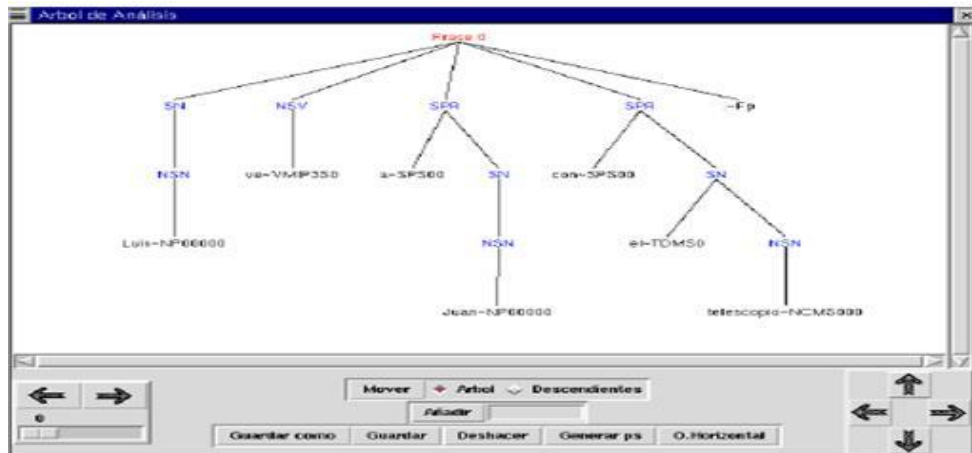 Arbol de Análisis
Frase 0
SN NSV SPR SPR .-Fp
NSN ve-VMIP3S0 a-SPS00 SN con-SPS00 SN
Luis-NP00000 NSN el-TDMS0 NSN
Juan-NP00000 telescopio-NCMS000
Mover Arbol Descendientes
0
Añadir
Guardar como Guardar Deshacer Generar ps O.Horizontal